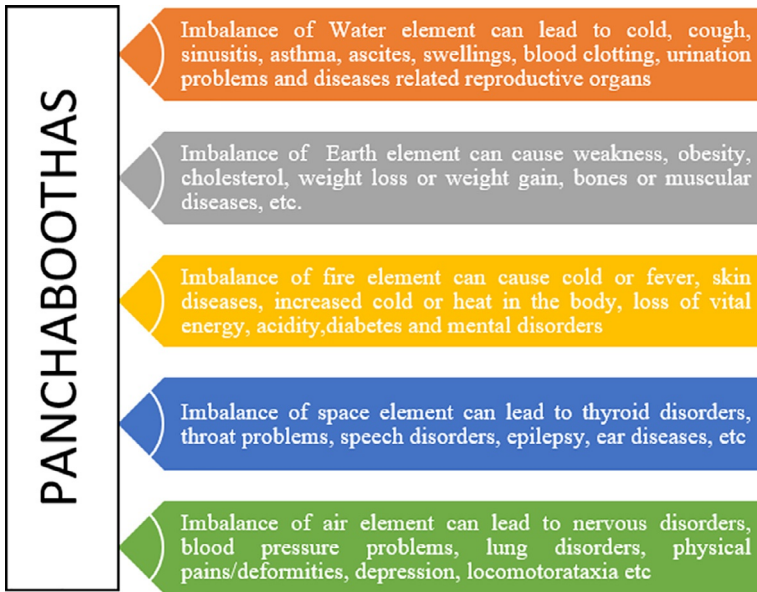 PANCHABOOTHAS
Imbalance of Water element can lead to cold, cough,
sinusitis, asthma, ascites, swellings, blood clotting, urination
problems and diseases related reproductive organs
Imbalance of Earth element can cause weakness, obesity,
cholesterol, weight loss or weight gain, bones or muscular
diseases, etc.
Imbalance of fire element can cause cold or fever, skin
diseases, increased cold or heat in the body, loss of vital
energy, acidity,diabetes and mental disorders
Imbalance of space element can lead to thyroid disorders,
throat problems, speech disorders, epilepsy, ear diseases, etc
Imbalance of air element can lead to nervous disorders,
blood pressure problems, lung disorders, physical
pains/deformities, depression, locomotorataxia etc